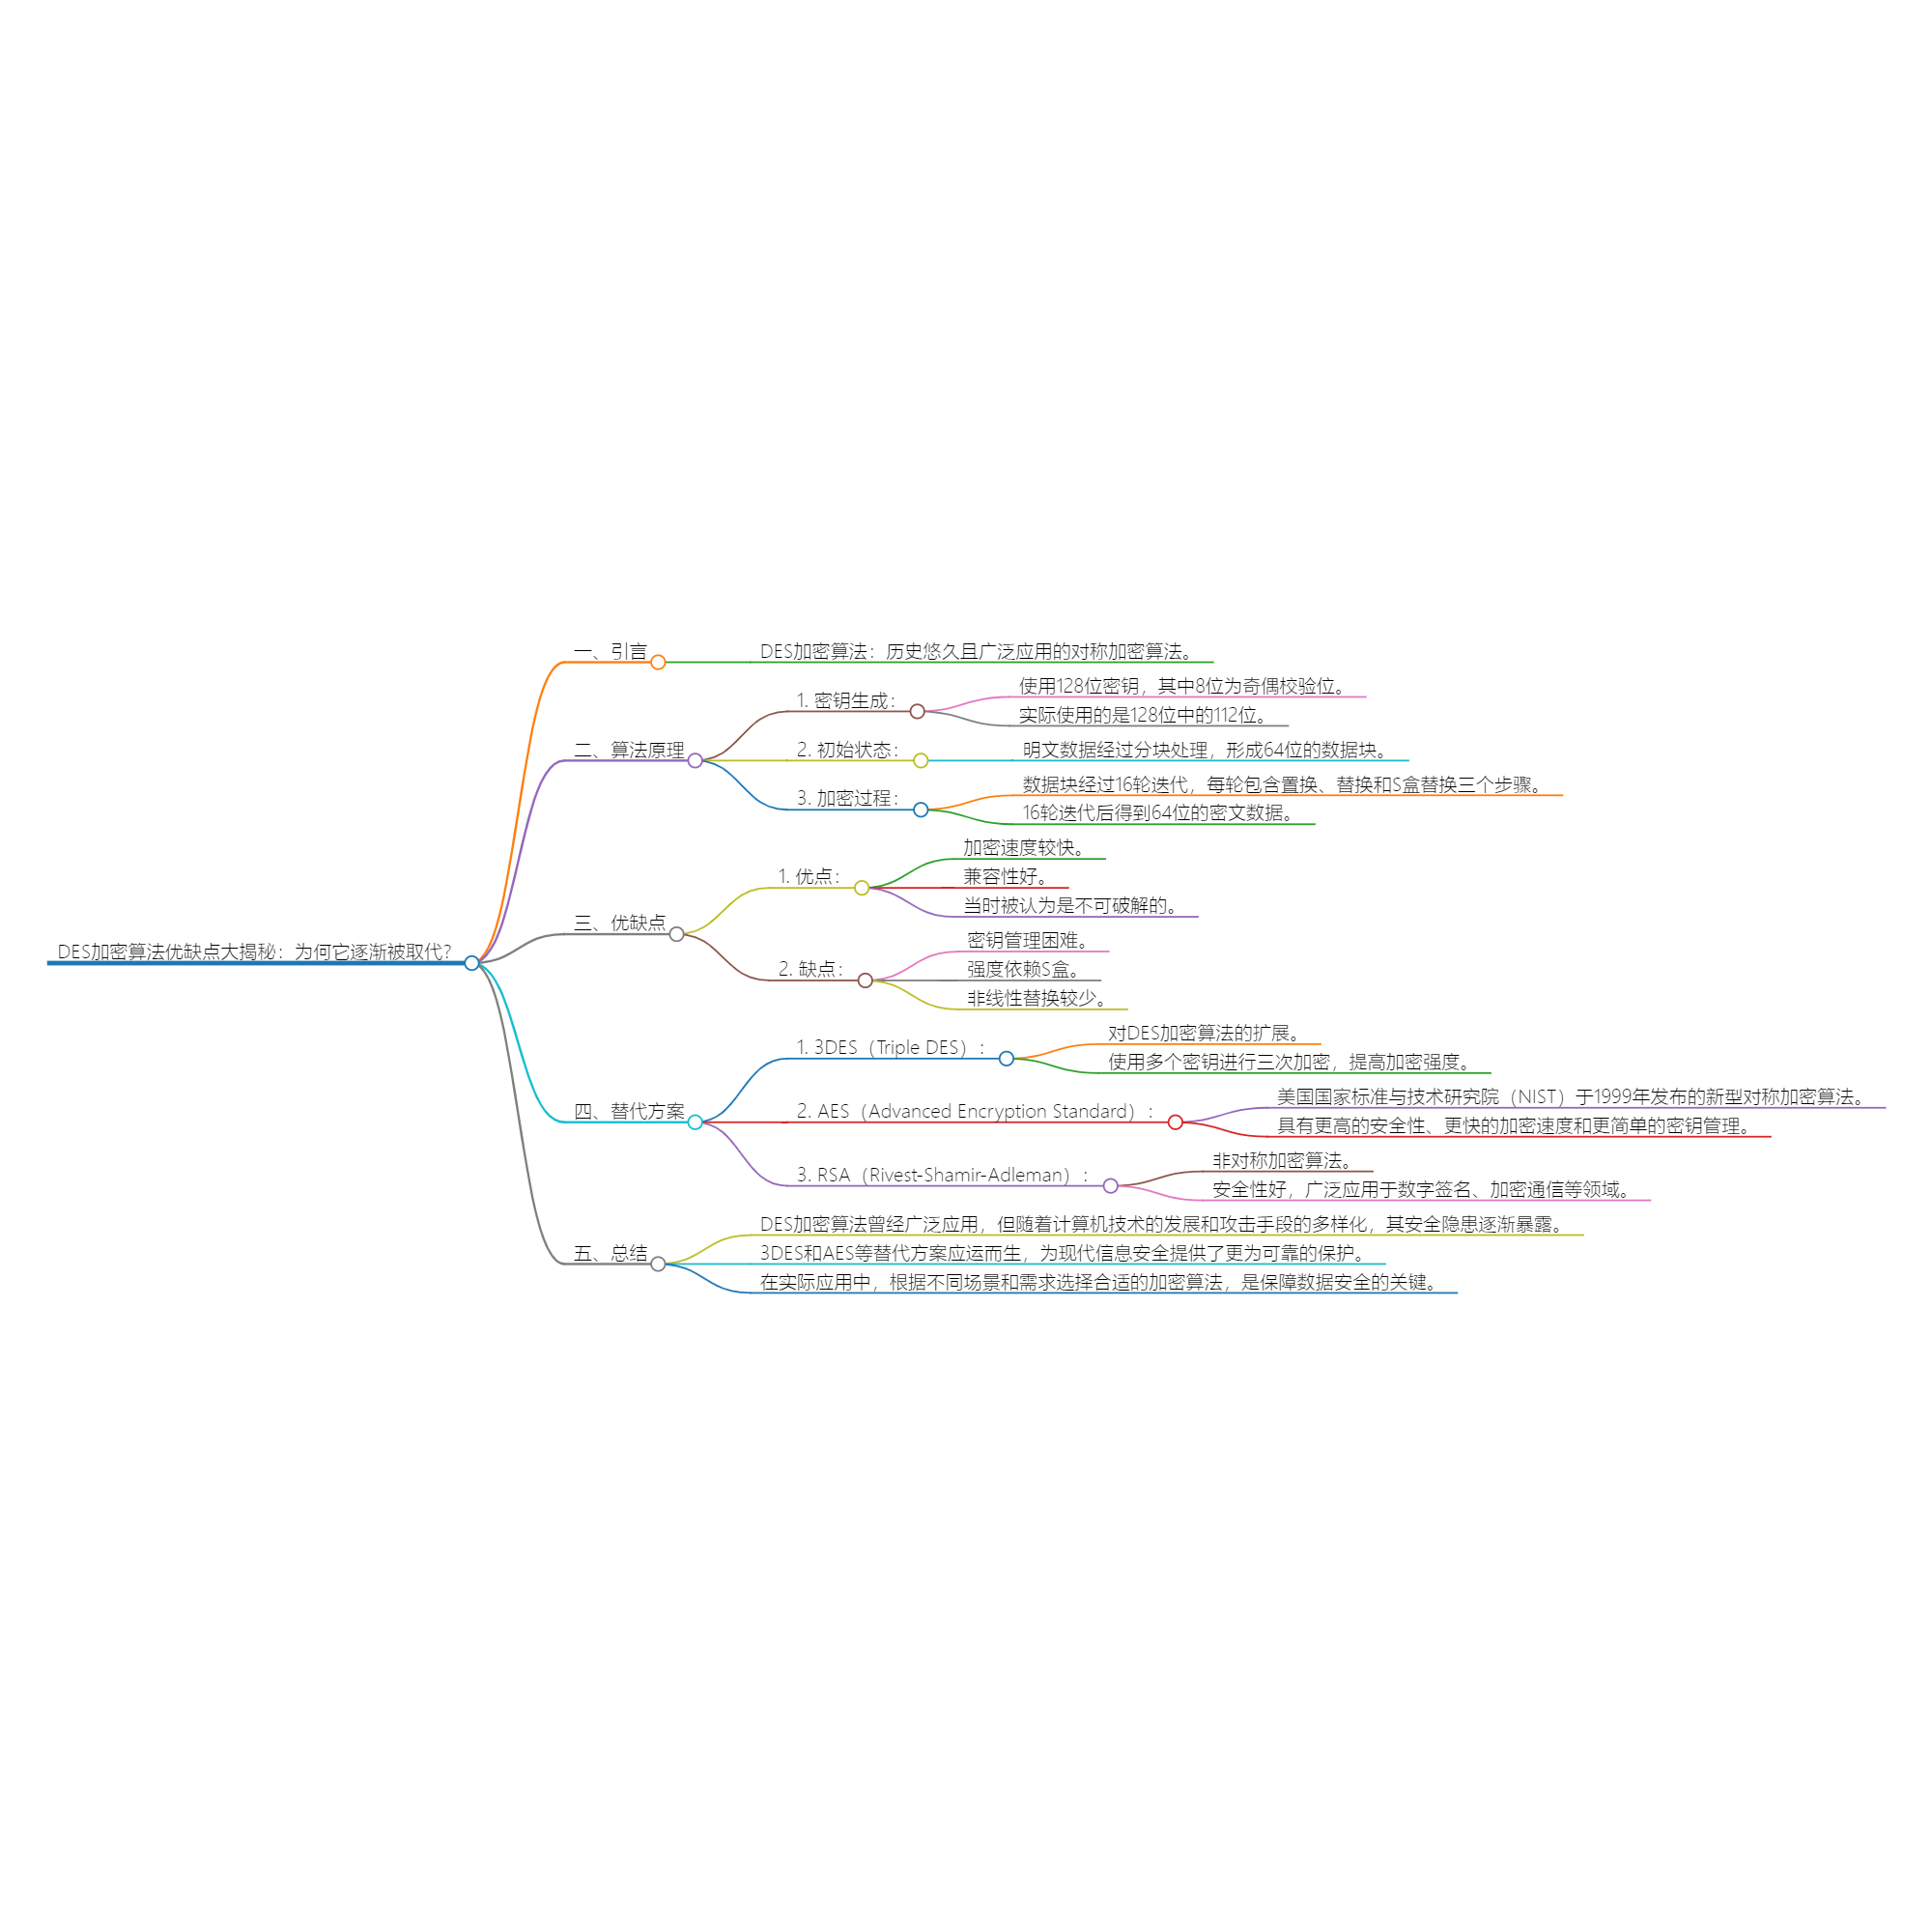 DES加密算法优缺点大揭秘：为何它逐渐被取代？
一、引言
DES加密算法：历史悠久且广泛应用的对称加密算法。
二、算法原理
1. 密钥生成：
使用128位密钥，其中8位为奇偶校验位。
实际使用的是128位中的112位。
2. 初始状态：
明文数据经过分块处理，形成64位的数据块。
3. 加密过程：
数据块经过16轮迭代，每轮包含置换、替换和S盒替换三个步骤。
16轮迭代后得到64位的密文数据。
三、优缺点
1. 优点：
加密速度较快。
兼容性好。
当时被认为是不可破解的。
2. 缺点：
密钥管理困难。
强度依赖S盒。
非线性替换较少。
四、替代方案
1. 3DES（Triple DES）：
对DES加密算法的扩展。
使用多个密钥进行三次加密，提高加密强度。
2. AES（Advanced Encryption Standard）：
美国国家标准与技术研究院（NIST）于1999年发布的新型对称加密算法。
具有更高的安全性、更快的加密速度和更简单的密钥管理。
3. RSA（Rivest-Shamir-Adleman）：
非对称加密算法。
安全性好，广泛应用于数字签名、加密通信等领域。
五、总结
DES加密算法曾经广泛应用，但随着计算机技术的发展和攻击手段的多样化，其安全隐患逐渐暴露。
3DES和AES等替代方案应运而生，为现代信息安全提供了更为可靠的保护。
在实际应用中，根据不同场景和需求选择合适的加密算法，是保障数据安全的关键。